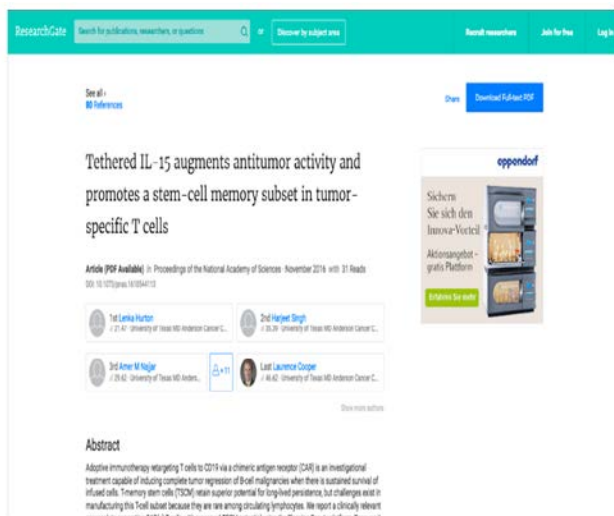 ResearchGate
Search for publications, researchers, or questions
or
Discover by subject area
Recruit researchers
Join for free
Log in
See all ›
80 References
Share
Download Full-text PDF
Tethered IL-15 augments antitumor activity and
promotes a stem-cell memory subset in tumor-
specific T cells
Article (PDF Available) in Proceedings of the National Academy of Sciences · November 2016 with 31 Reads
1st Lenka Hurton
University of Texas MD Anderson Cancer C...
2nd Harjeet Singh
University of Texas MD Anderson Cancer C...
3rd Amer M Najjar
University of Texas MD Anders...
+11
Last Laurence Cooper
University of Texas MD Anderson Cancer C...
Show more authors
Abstract
Adoptive immunotherapy retargeting T cells to CD19 via a chimeric antigen receptor (CAR) is an investigational
treatment capable of inducing complete tumor regression of B-cell malignancies when there is sustained survival of
infused cells. T-memory stem cells (TSCM) retain superior potential for long-lived persistence, but challenges exist in
manufacturing this T-cell subset because they are rare among circulating lymphocytes. We report a clinically relevant
eppendorf
Sichern
Sie sich den
Innova-Vorteil
Aktionsangebot –
gratis Plattform
Erfahren Sie mehr